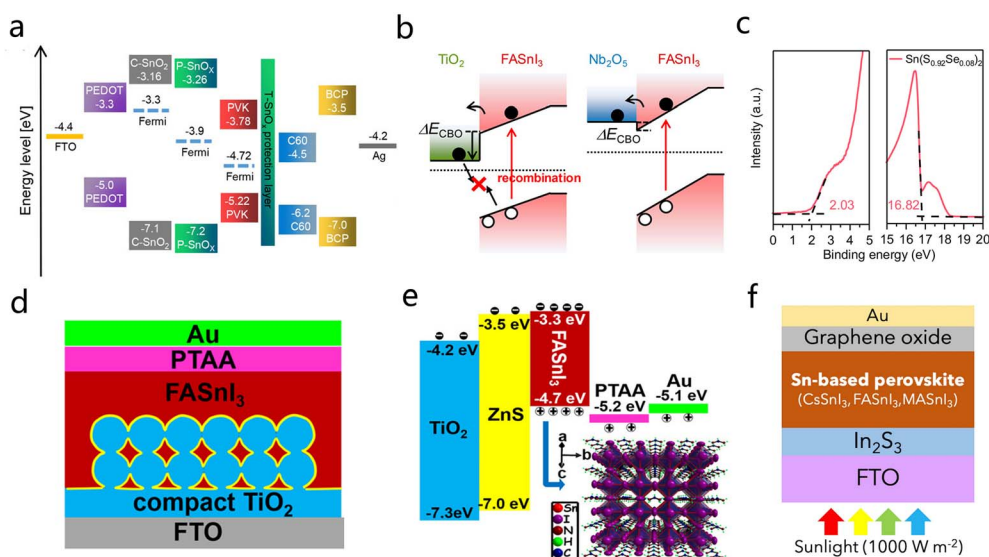 a
Energy level [eV]
-4.4
FTO
PEDOT
-3.3
-5.0
PEDOT
C-SnO₂
-3.16
-3.3
Fermi
-7.1
C-SnO₂
P-SnOₓ
-3.26
-3.9
Fermi
-7.2
P-SnOₓ
PVK
-3.78
-4.72
Fermi
-5.22
PVK
T-SnOₓ protection layer
C60
-4.5
-6.2
C60
BCP
-3.5
-7.0
BCP
-4.2
Ag
b
TiO₂
FASnI₃
ΔE_CBO
recombination
Nb₂O₅
FASnI₃
ΔE_CBO
c
Intensity (a.u.)
Sn(S₀.₉₂Se₀.₀₈)₂
2.03
16.82
0 1 2 3 4 5
15 16 17 18 19 20
Binding energy (eV)
d
Au
PTAA
FASnI₃
compact TiO₂
FTO
e
-4.2 eV
TiO₂
-7.3eV
-3.5 eV
ZnS
-7.0 eV
-3.3 eV
FASnI₃
-4.7 eV
PTAA
-5.2 eV
Au
-5.1 eV
a
b
c
Sn
I
N
H
C
f
Au
Graphene oxide
Sn-based perovskite
(CsSnI₃, FASnI₃, MASnI₃)
In₂S₃
FTO
Sunlight (1000 W m⁻²)